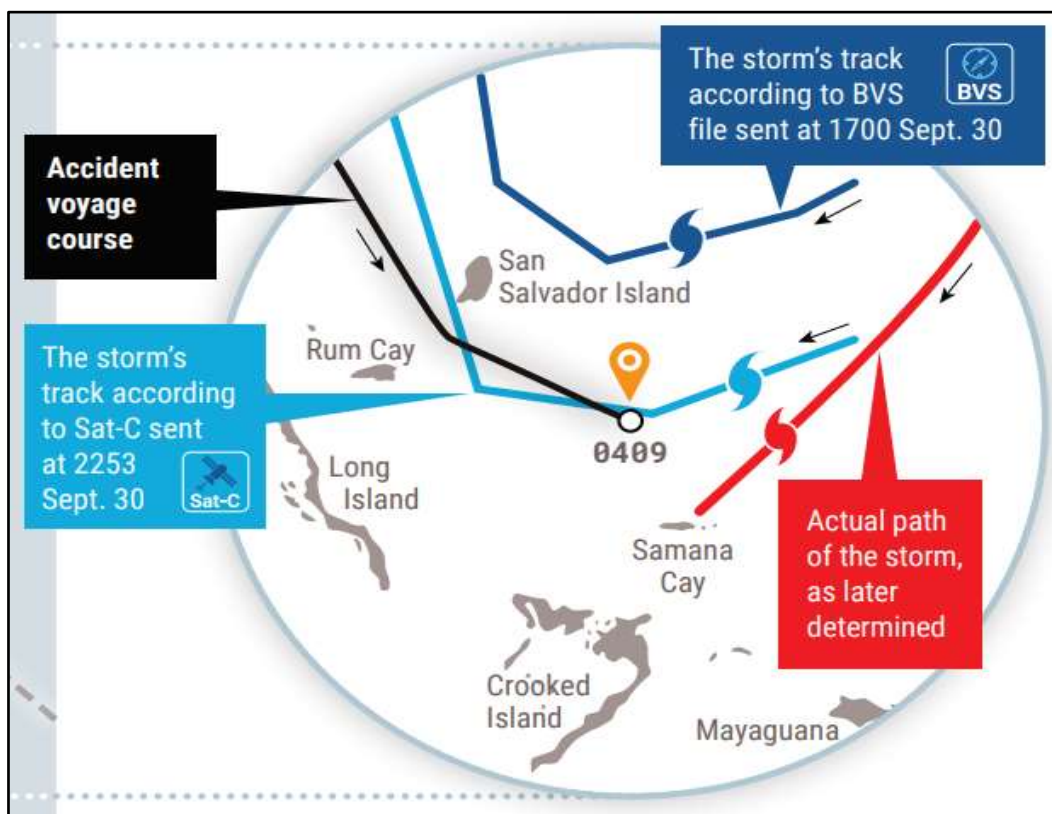 The storm's track
according to BVS
file sent at 1700 Sept. 30
BVS
Accident
voyage
course
San
Salvador Island
Rum Cay
The storm's
track according
to Sat-C sent
at 2253
Sept. 30
Sat-C
0409
Long
Island
Samana
Cay
Actual path
of the storm,
as later
determined
Crooked
Island
Mayaguana